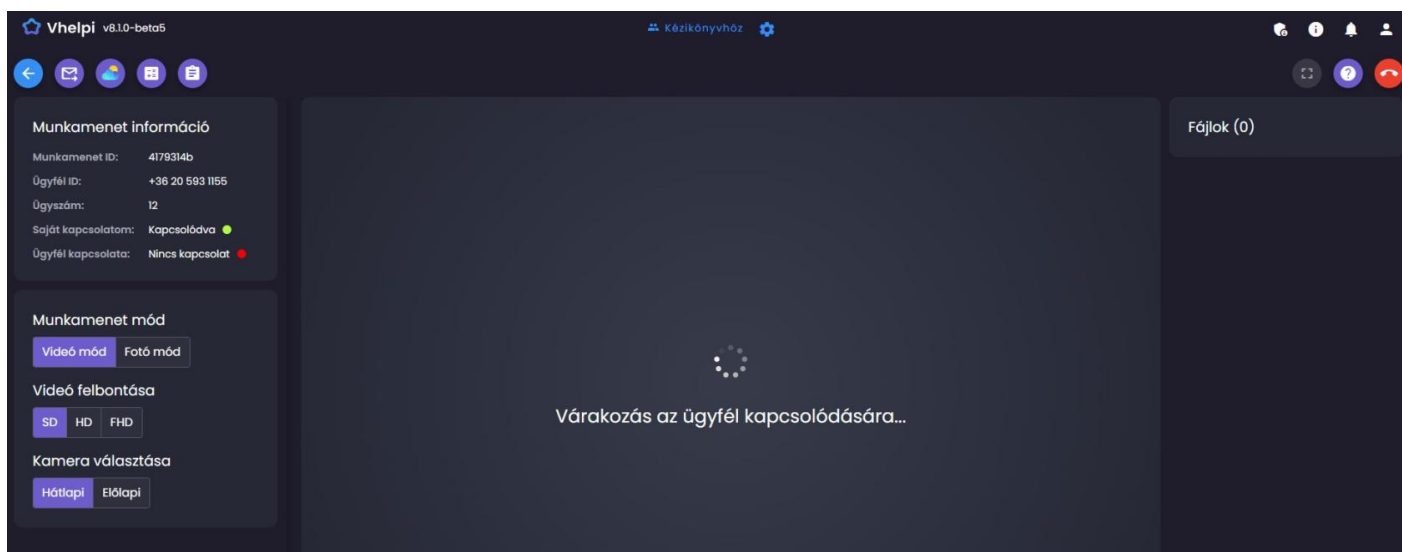 Vhelpi v8.1.0-beta5
Kézikönyvhöz
Munkamenet információ
Munkamenet ID: 4179314b
Ügyfél ID: +36 20 593 1155
Ügyszám: 12
Saját kapcsolatom: Kapcsolódva
Ügyfél kapcsolata: Nincs kapcsolat
Munkamenet mód
Videó mód Fotó mód
Videó felbontása
SD HD FHD
Kamera választása
Hátlapi Előlapi
Várakozás az ügyfél kapcsolódására...
Fájlok (0)